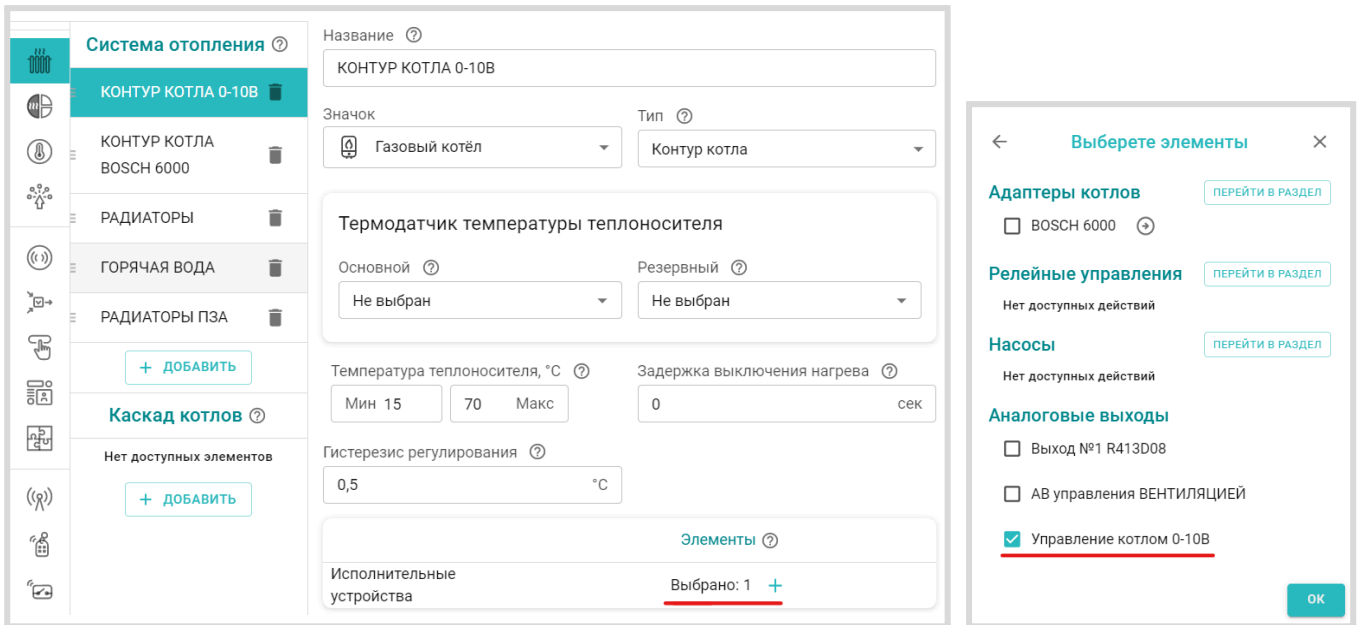 Система отопления
КОНТУР КОТЛА 0-10В
КОНТУР КОТЛА
BOSCH 6000
РАДИАТОРЫ
ГОРЯЧАЯ ВОДА
РАДИАТОРЫ ПЗА
+ ДОБАВИТЬ
Каскад котлов
Нет доступных элементов
+ ДОБАВИТЬ
Название
КОНТУР КОТЛА 0-10В
Значок
Тип
Газовый котёл
Контур котла
Термодатчик температуры теплоносителя
Основной
Резервный
Не выбран
Не выбран
Температура теплоносителя, °C
Задержка выключения нагрева
Мин 15
70 Макс
0 сек
Гистерезис регулирования
0,5 °C
Элементы
Исполнительные
устройства
Выбрано: 1 +
Выберете элементы
Адаптеры котлов
ПЕРЕЙТИ В РАЗДЕЛ
BOSCH 6000
Релейные управления
ПЕРЕЙТИ В РАЗДЕЛ
Нет доступных действий
Насосы
ПЕРЕЙТИ В РАЗДЕЛ
Нет доступных действий
Аналоговые выходы
Выход №1 R413D08
АВ управления ВЕНТИЛЯЦИЕЙ
Управление котлом 0-10В
ОК